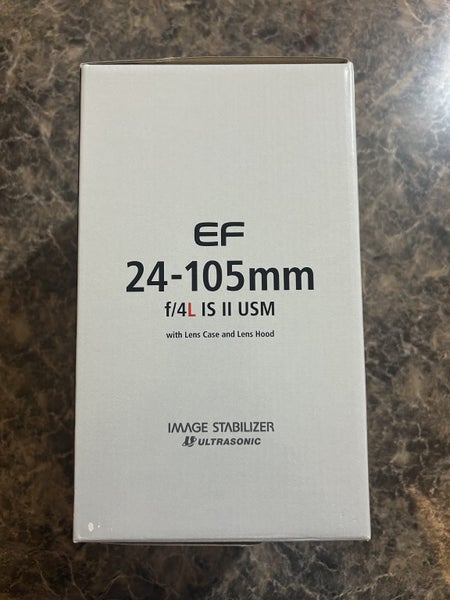 EF
24-105mm
f/4L IS II USM
with Lens Case and Lens Hood
IMAGE STABILIZER
ULTRASONIC